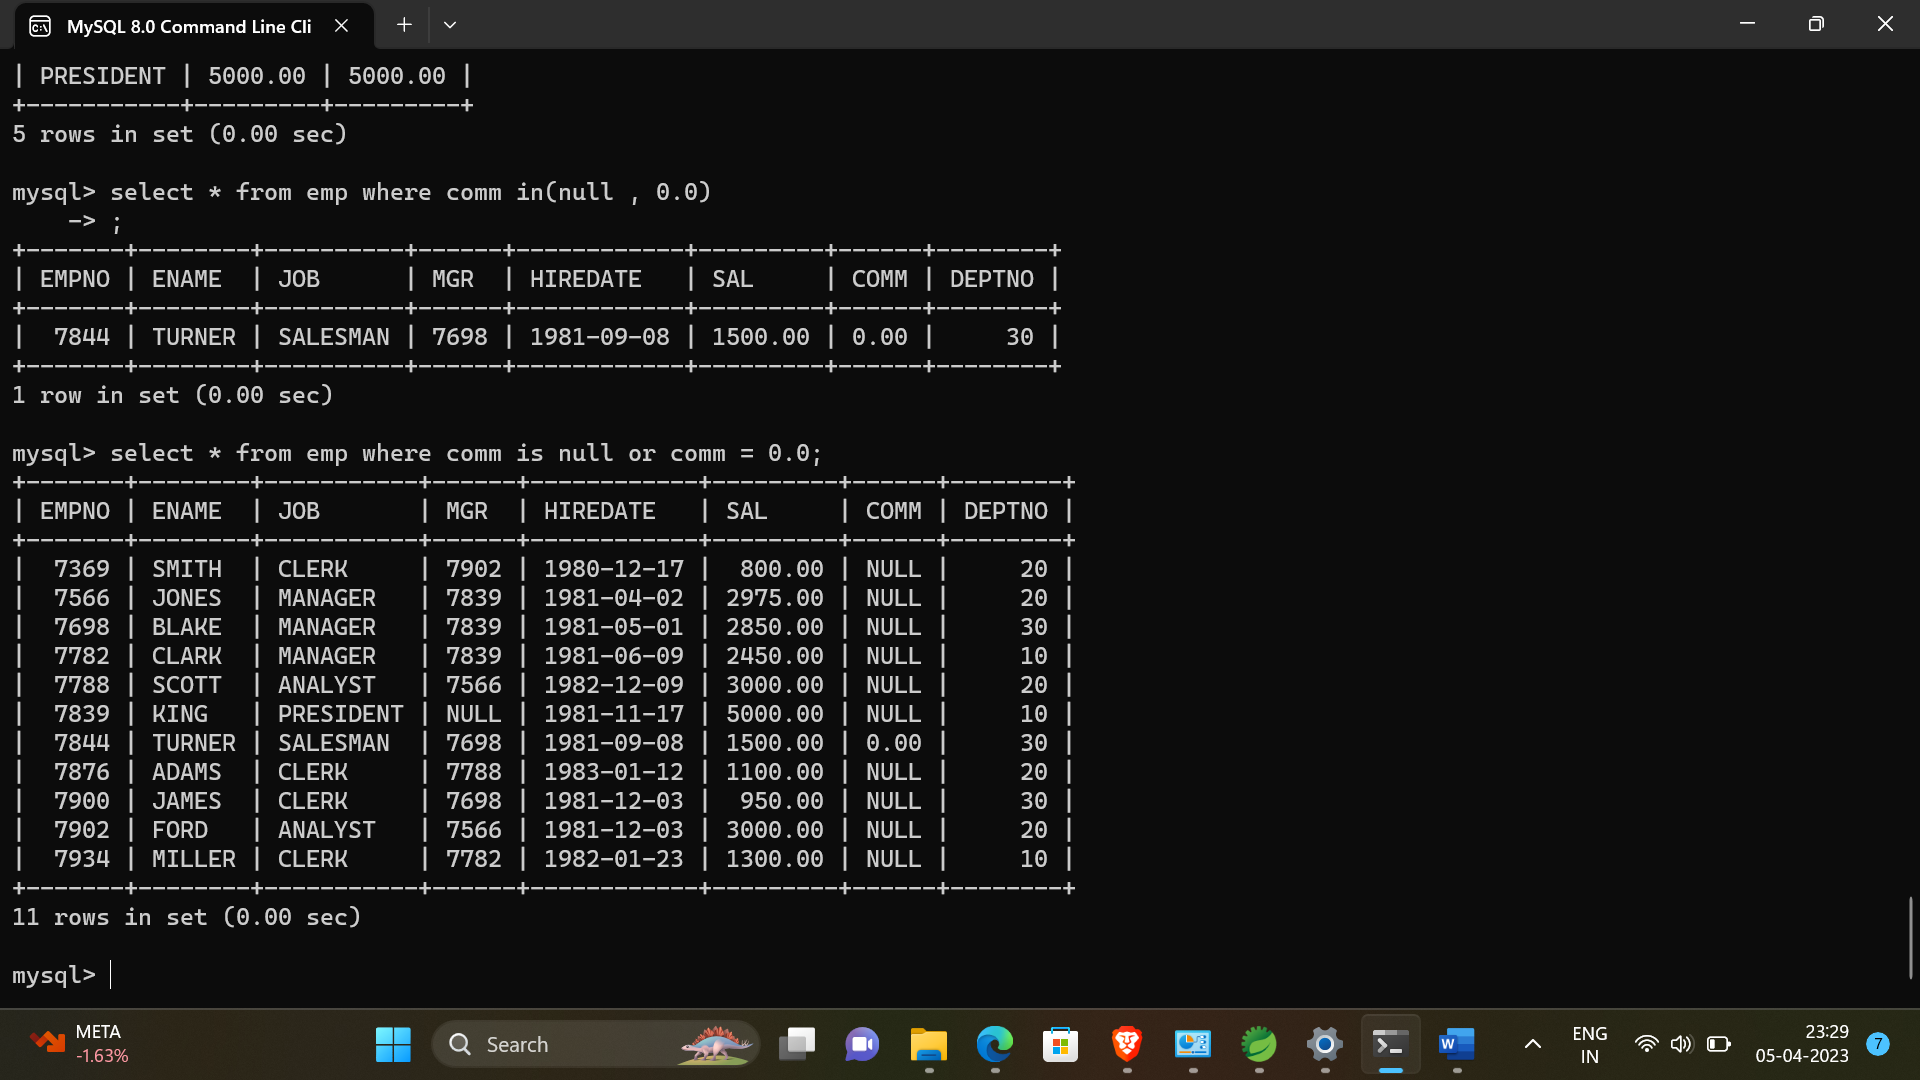 MySQL 8.0 Command Line Cli
| PRESIDENT | 5000.00 | 5000.00 |
+-----------+---------+---------+
5 rows in set (0.00 sec)
mysql> select * from emp where comm in(null , 0.0)
    -> ;
+-------+--------+----------+------+------------+---------+------+--------+
| EMPNO | ENAME  | JOB      | MGR  | HIREDATE   | SAL     | COMM | DEPTNO |
+-------+--------+----------+------+------------+---------+------+--------+
|  7844 | TURNER | SALESMAN | 7698 | 1981-09-08 | 1500.00 | 0.00 |     30 |
+-------+--------+----------+------+------------+---------+------+--------+
1 row in set (0.00 sec)
mysql> select * from emp where comm is null or comm = 0.0;
+-------+--------+-----------+------+------------+---------+------+--------+
| EMPNO | ENAME  | JOB       | MGR  | HIREDATE   | SAL     | COMM | DEPTNO |
+-------+--------+-----------+------+------------+---------+------+--------+
|  7369 | SMITH  | CLERK     | 7902 | 1980-12-17 |  800.00 | NULL |     20 |
|  7566 | JONES  | MANAGER   | 7839 | 1981-04-02 | 2975.00 | NULL |     20 |
|  7698 | BLAKE  | MANAGER   | 7839 | 1981-05-01 | 2850.00 | NULL |     30 |
|  7782 | CLARK  | MANAGER   | 7839 | 1981-06-09 | 2450.00 | NULL |     10 |
|  7788 | SCOTT  | ANALYST   | 7566 | 1982-12-09 | 3000.00 | NULL |     20 |
|  7839 | KING   | PRESIDENT | NULL | 1981-11-17 | 5000.00 | NULL |     10 |
|  7844 | TURNER | SALESMAN  | 7698 | 1981-09-08 | 1500.00 | 0.00 |     30 |
|  7876 | ADAMS  | CLERK     | 7788 | 1983-01-12 | 1100.00 | NULL |     20 |
|  7900 | JAMES  | CLERK     | 7698 | 1981-12-03 |  950.00 | NULL |     30 |
|  7902 | FORD   | ANALYST   | 7566 | 1981-12-03 | 3000.00 | NULL |     20 |
|  7934 | MILLER | CLERK     | 7782 | 1982-01-23 | 1300.00 | NULL |     10 |
+-------+--------+-----------+------+------------+---------+------+--------+
11 rows in set (0.00 sec)
mysql>
META
-1.63%
Search
W
ENG
IN
23:29
05-04-2023
7